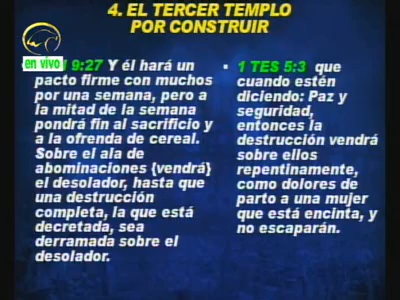 4. EL TERCER TEMPLO
POR CONSTRUIR
en vivo
9:27 Y él hará un
pacto firme con muchos
por una semana, pero a
la mitad de la semana
pondrá fin al sacrificio y
a la ofrenda de cereal.
Sobre el ala de
abominaciones {vendrá}
el desolador, hasta que
una destrucción
completa, la que está
decretada, sea
derramada sobre el
desolador.
• 1 TES 5:3 que
cuando estén
diciendo: Paz y
seguridad,
entonces la
destrucción vendrá
sobre ellos
repentinamente,
como dolores de
parto a una mujer
que está encinta, y
no escaparán.